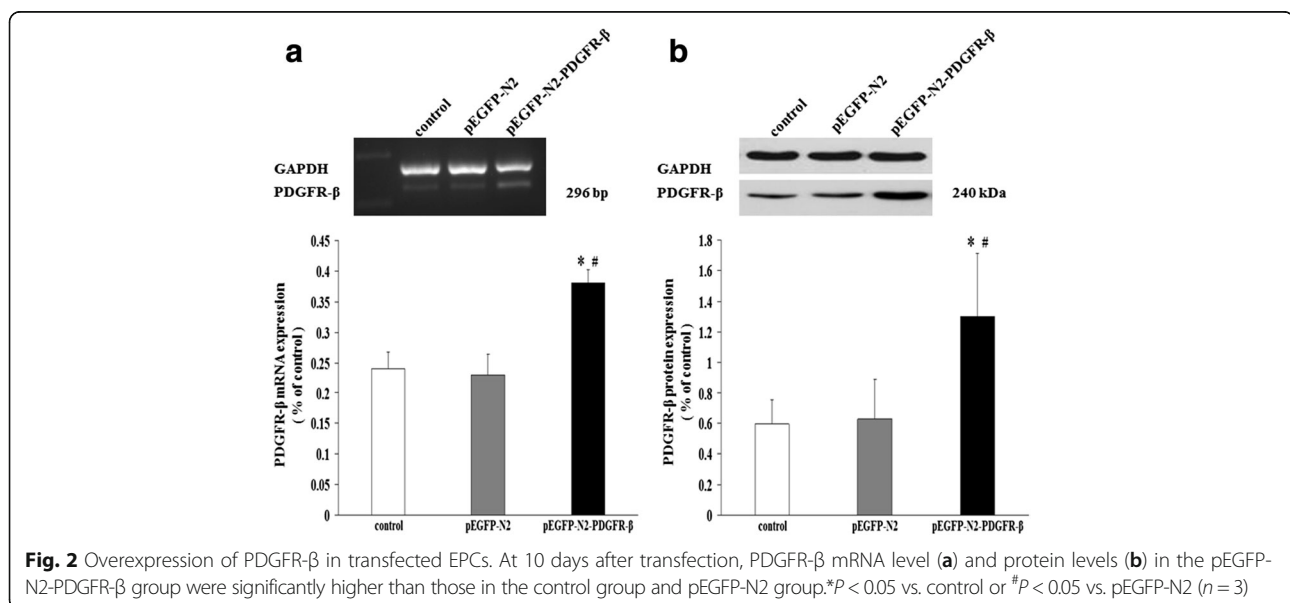 a
b
control
pEGFP-N2
pEGFP-N2-PDGFR-β
control
pEGFP-N2
pEGFP-N2-PDGFR-β
GAPDH
PDGFR-β
296 bp
GAPDH
PDGFR-β
240 kDa
PDGFR-β mRNA expression
( % of control)
0.45
0.4
0.35
0.3
0.25
0.2
0.15
0.1
0.05
0
* #
control
pEGFP-N2
pEGFP-N2-PDGFR-β
PDGFR-β protein expression
( % of control)
1.8
1.6
1.4
1.2
1
0.8
0.6
0.4
0.2
0
* #
control
pEGFP-N2
pEGFP-N2-PDGFR-β
Fig. 2 Overexpression of PDGFR-β in transfected EPCs. At 10 days after transfection, PDGFR-β mRNA level (a) and protein levels (b) in the pEGFP-
N2-PDGFR-β group were significantly higher than those in the control group and pEGFP-N2 group.*P < 0.05 vs. control or #P < 0.05 vs. pEGFP-N2 (n = 3)